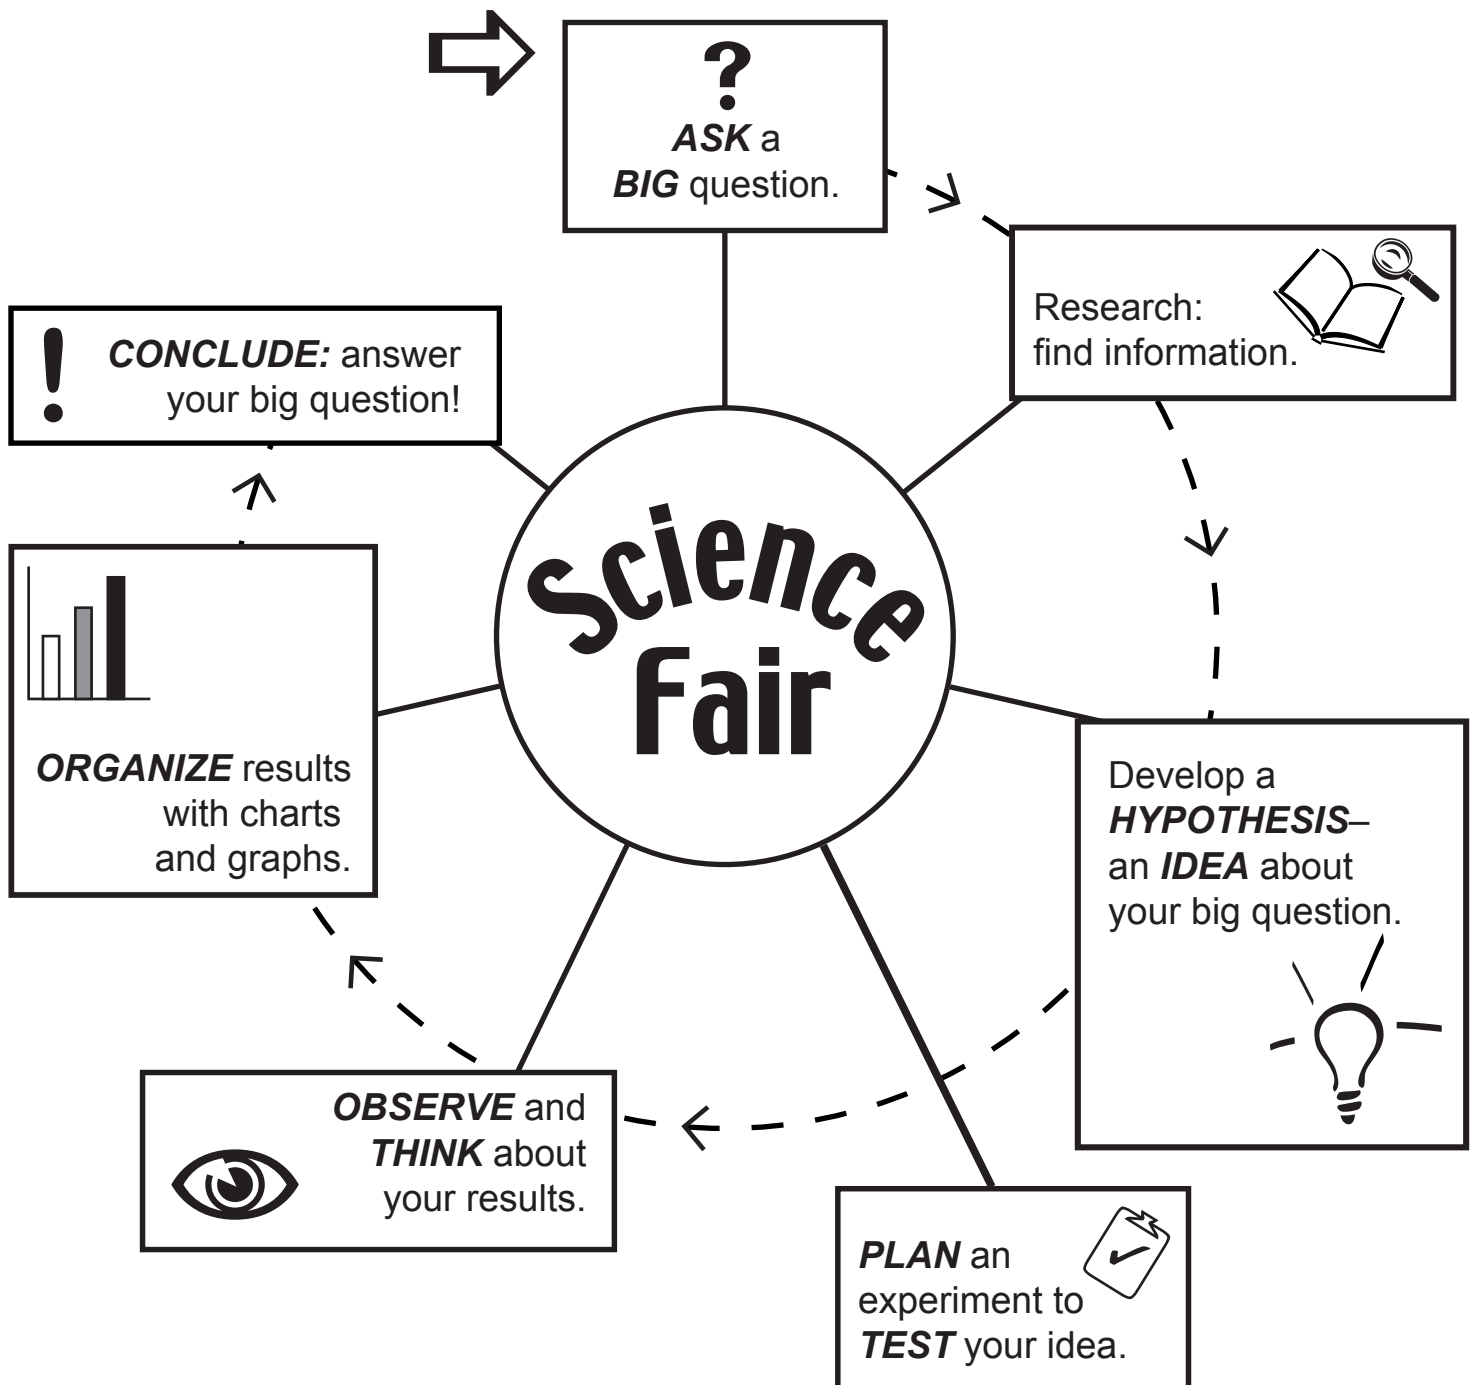 ?
ASK a
BIG question.
Research:
find information.
Develop a
HYPOTHESIS–
an IDEA about
your big question.
PLAN an
experiment to
TEST your idea.
OBSERVE and
THINK about
your results.
ORGANIZE results
with charts
and graphs.
!
CONCLUDE: answer
your big question!
Science
Fair